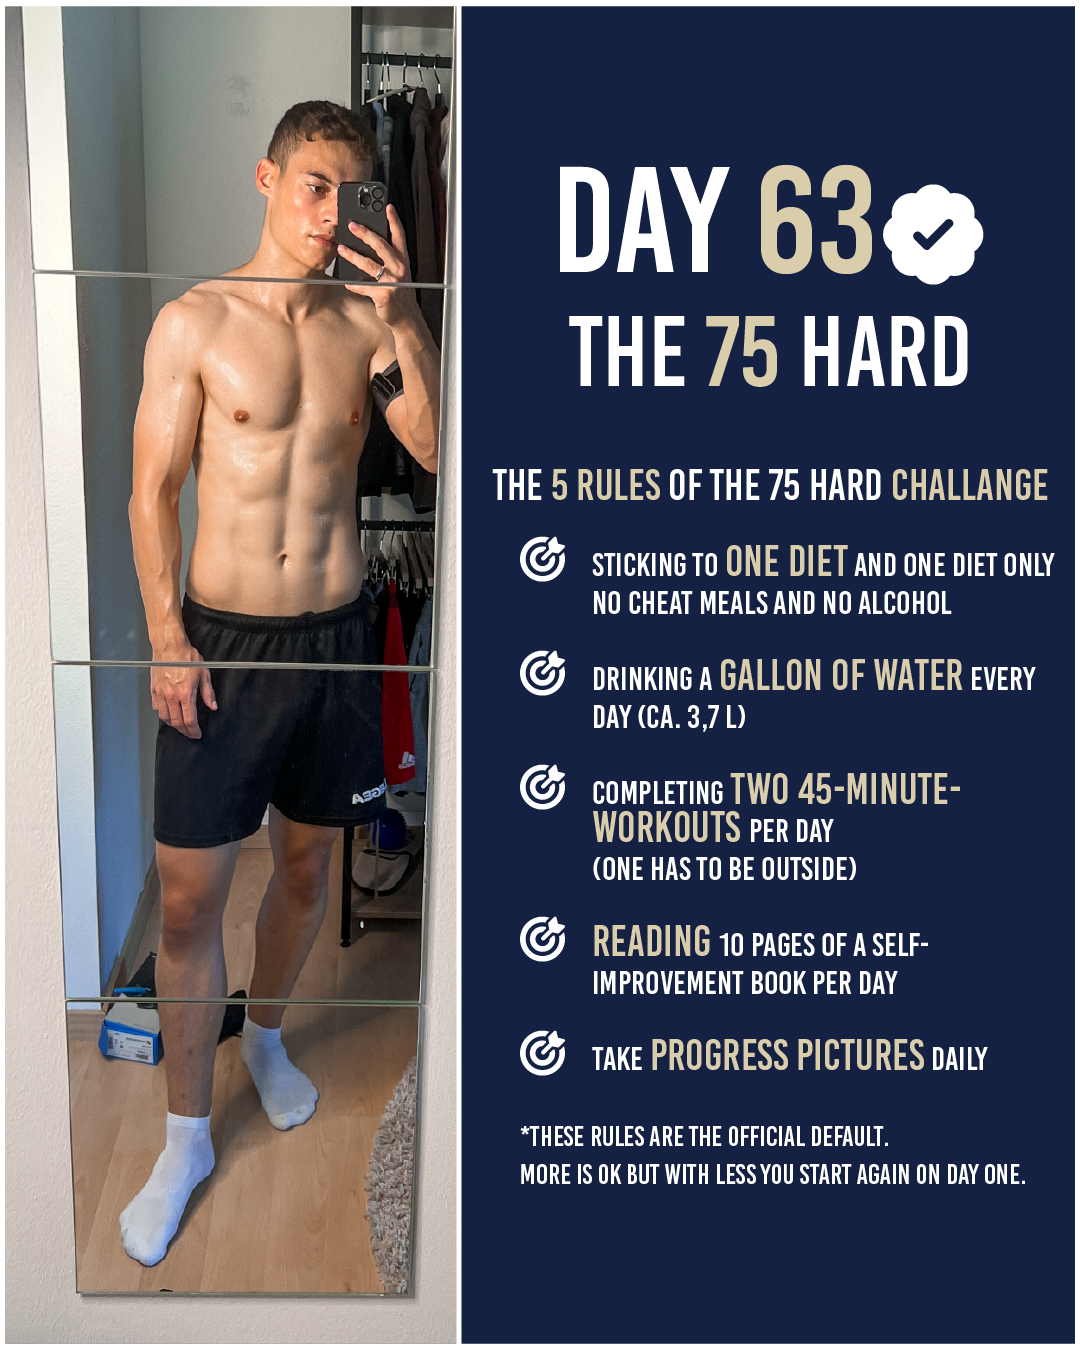 DAY 63
THE 75 HARD
THE 5 RULES OF THE 75 HARD CHALLANGE
STICKING TO ONE DIET AND ONE DIET ONLY
NO CHEAT MEALS AND NO ALCOHOL
DRINKING A GALLON OF WATER EVERY
DAY (CA. 3,7 L)
COMPLETING TWO 45-MINUTE-
WORKOUTS PER DAY
(ONE HAS TO BE OUTSIDE)
READING 10 PAGES OF A SELF-
IMPROVEMENT BOOK PER DAY
TAKE PROGRESS PICTURES DAILY
*THESE RULES ARE THE OFFICIAL DEFAULT.
MORE IS OK BUT WITH LESS YOU START AGAIN ON DAY ONE.